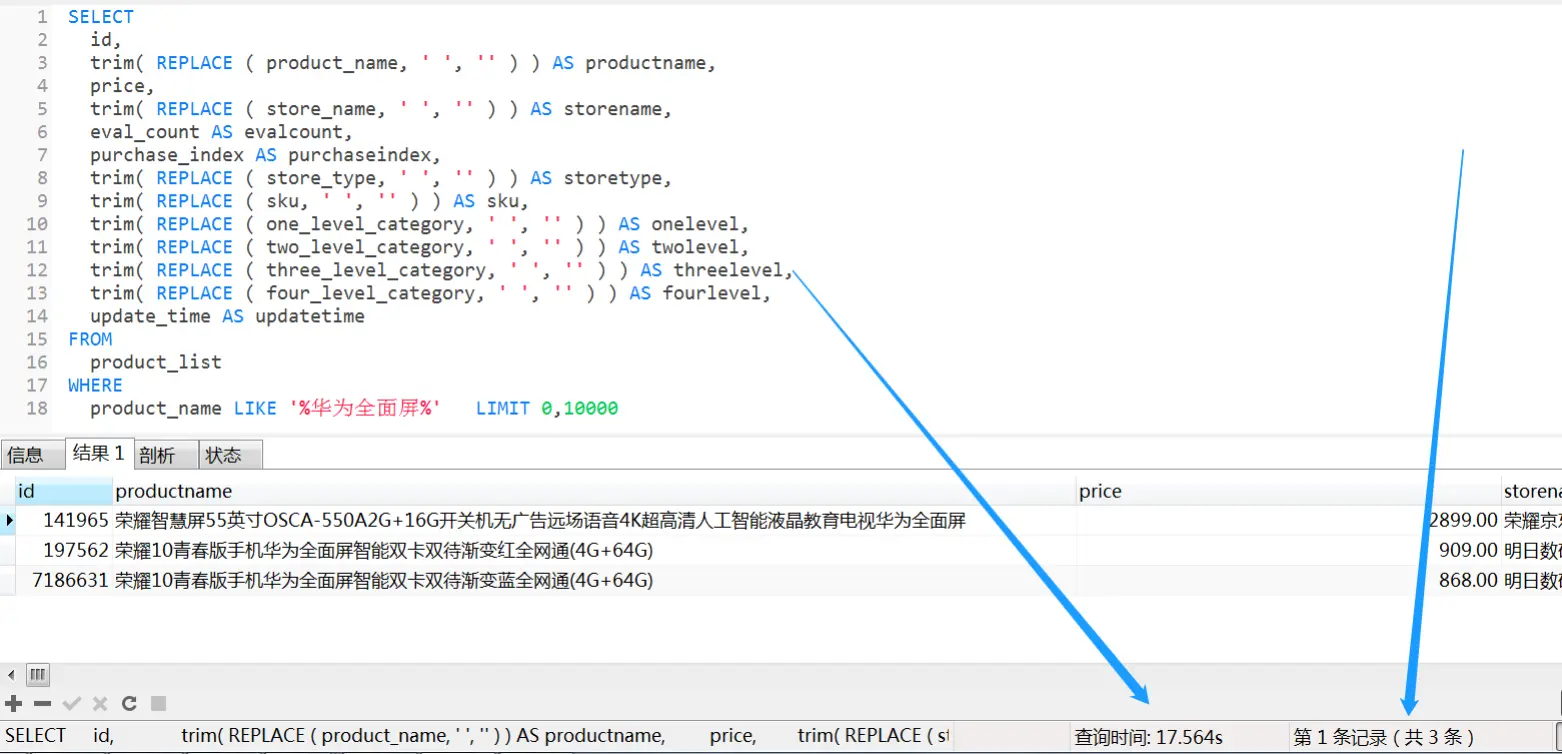 1 SELECT
2 id,
3 trim( REPLACE ( product_name, ' ', '' ) ) AS productname,
4 price,
5 trim( REPLACE ( store_name, ' ', '' ) ) AS storename,
6 eval_count AS evalcount,
7 purchase_index AS purchaseindex,
8 trim( REPLACE ( store_type, ' ', '' ) ) AS storetype,
9 trim( REPLACE ( sku, ' ', '' ) ) AS sku,
10 trim( REPLACE ( one_level_category, ' ', '' ) ) AS onelevel,
11 trim( REPLACE ( two_level_category, ' ', '' ) ) AS twolevel,
12 trim( REPLACE ( three_level_category, ' ', '' ) ) AS threelevel,
13 trim( REPLACE ( four_level_category, ' ', '' ) ) AS fourlevel,
14 update_time AS updatetime
15 FROM
16 product_list
17 WHERE
18 product_name LIKE '%华为全面屏%' LIMIT 0,10000
信息 结果 1 剖析 状态
id productname price storena
141965 荣耀智慧屏55英寸OSCA-550A2G+16G开关机无广告远场语音4K超高清人工智能液晶教育电视华为全面屏 2899.00 荣耀京东
197562 荣耀10青春版手机华为全面屏智能双卡双待渐变红全网通(4G+64G) 909.00 明日数码
7186631 荣耀10青春版手机华为全面屏智能双卡双待渐变蓝全网通(4G+64G) 868.00 明日数码
SELECT id, trim( REPLACE ( product_name, ' ', '' ) ) AS productname, price, trim( REPLACE ( st 查询时间: 17.564s 第 1 条记录 ( 共 3 条 )